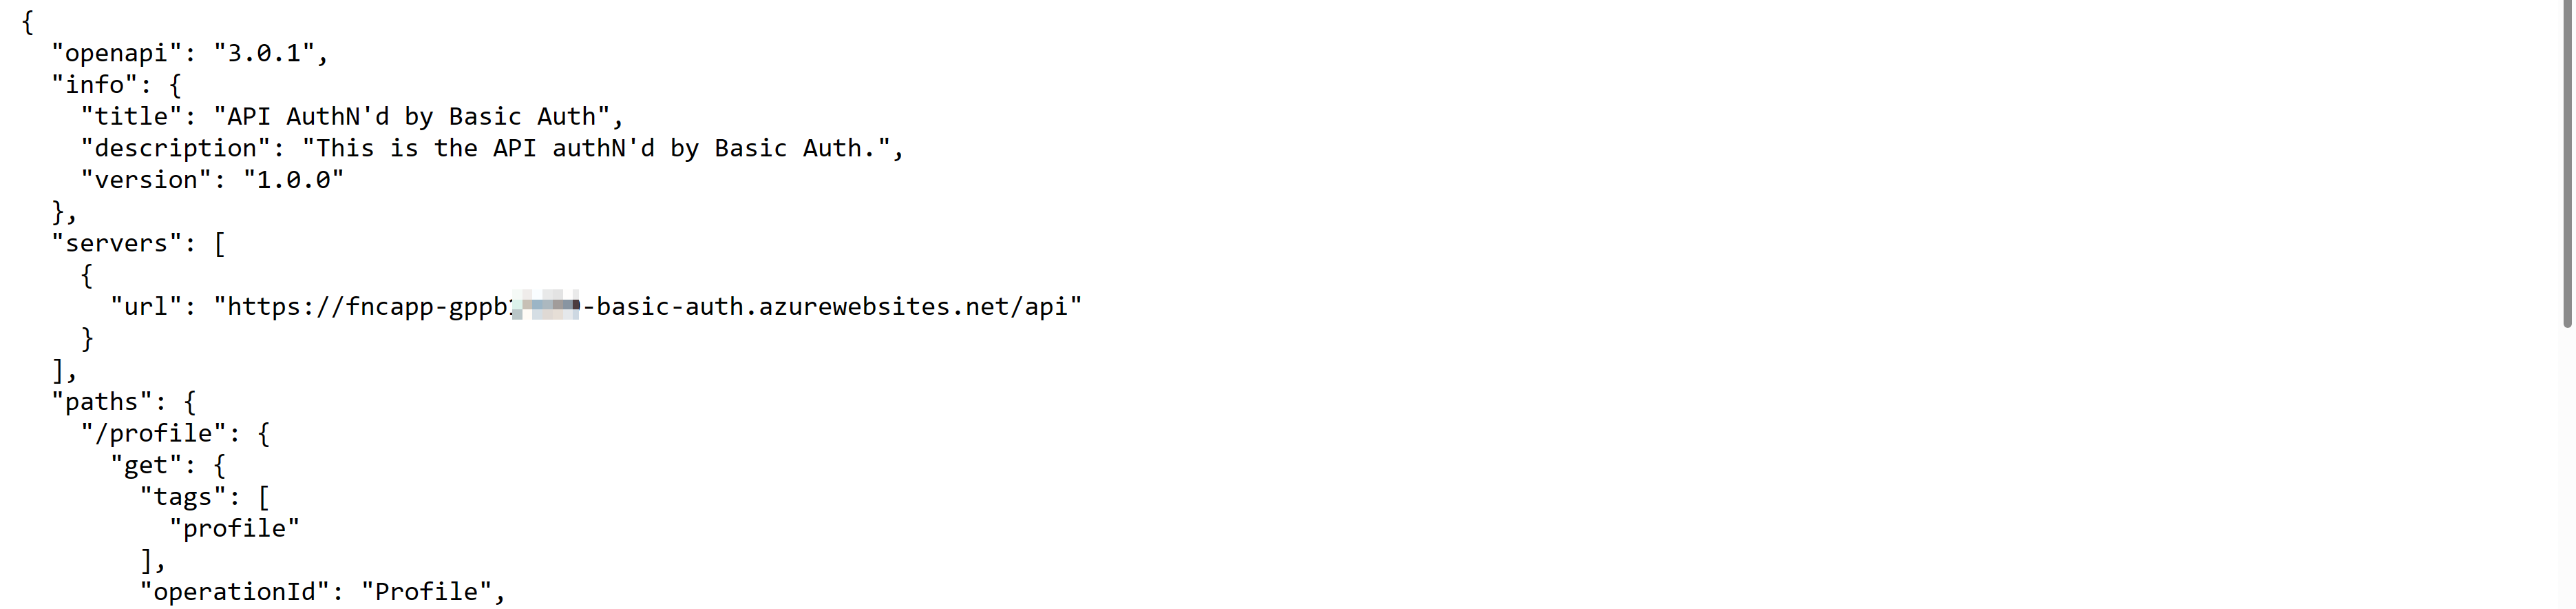 {
"openapi": "3.0.1",
"info": {
"title": "API AuthN'd by Basic Auth",
"description": "This is the API authN'd by Basic Auth.",
"version": "1.0.0"
},
"servers": [
{
"url": "https://fncapp-gppb -basic-auth.azurewebsites.net/api"
}
],
"paths": {
"/profile": {
"get": {
"tags": [
"profile"
],
"operationId": "Profile",